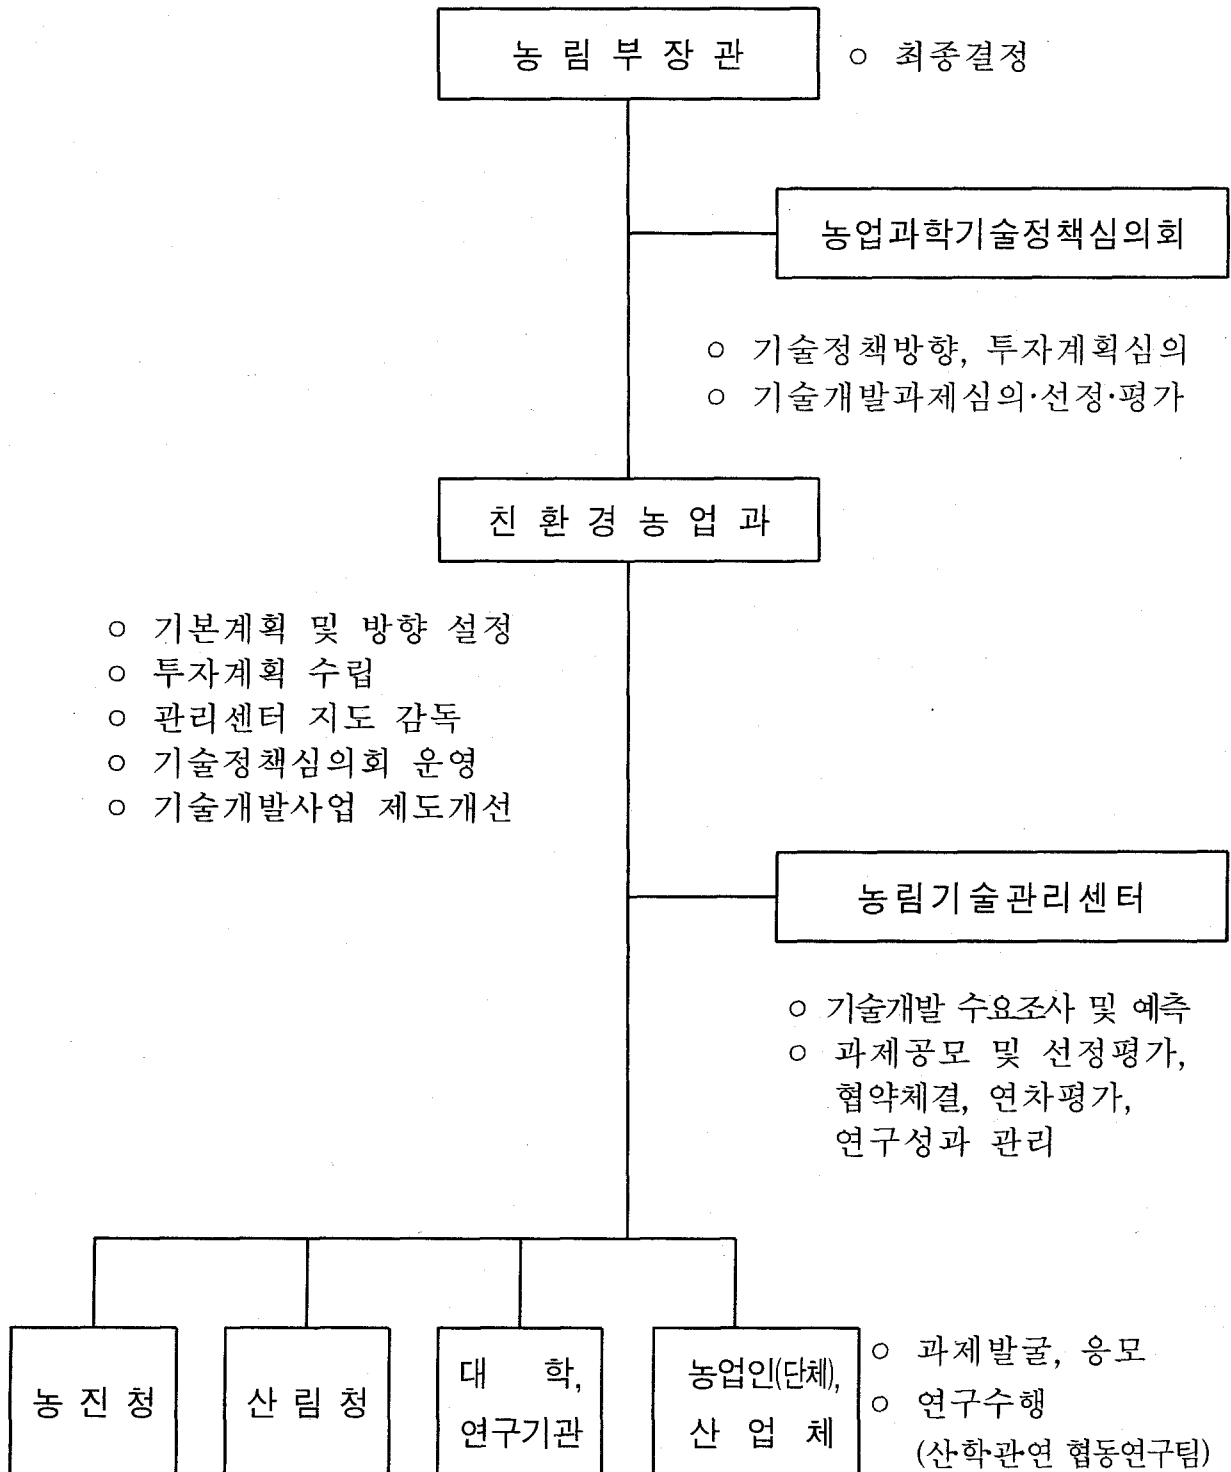 농 림 부 장 관
○ 최종결정
농업과학기술정책심의회
○ 기술정책방향, 투자계획심의
○ 기술개발과제심의·선정·평가
친 환 경 농 업 과
○ 기본계획 및 방향 설정
○ 투자계획 수립
○ 관리센터 지도 감독
○ 기술정책심의회 운영
○ 기술개발사업 제도개선
농림기술관리센터
○ 기술개발 수요조사 및 예측
○ 과제공모 및 선정평가,
협약체결, 연차평가,
연구성과 관리
농 진 청
산 림 청
대 학,
연구기관
농업인(단체),
산 업 체
○ 과제발굴, 응모
○ 연구수행
(산·학·관·연 협동연구팀)